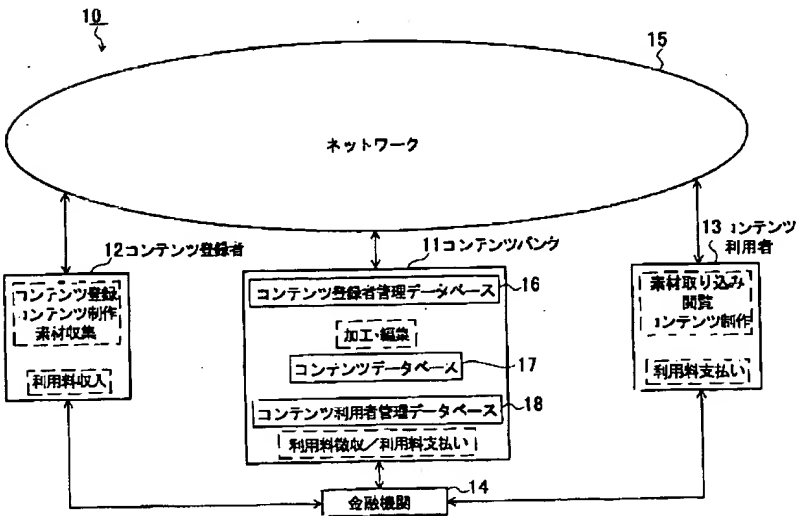 10
15
ネットワーク
12コンテンツ登録者
コンテンツ登録
コンテンツ制作
素材収集
利用料収入
11コンテンツバンク
コンテンツ登録者管理データベース
16
加工・編集
コンテンツデータベース
17
コンテンツ利用者管理データベース
18
利用料徴収/利用料支払い
13コンテンツ
利用者
素材取り込み
閲覧
コンテンツ制作
利用料支払い
金融機関
14